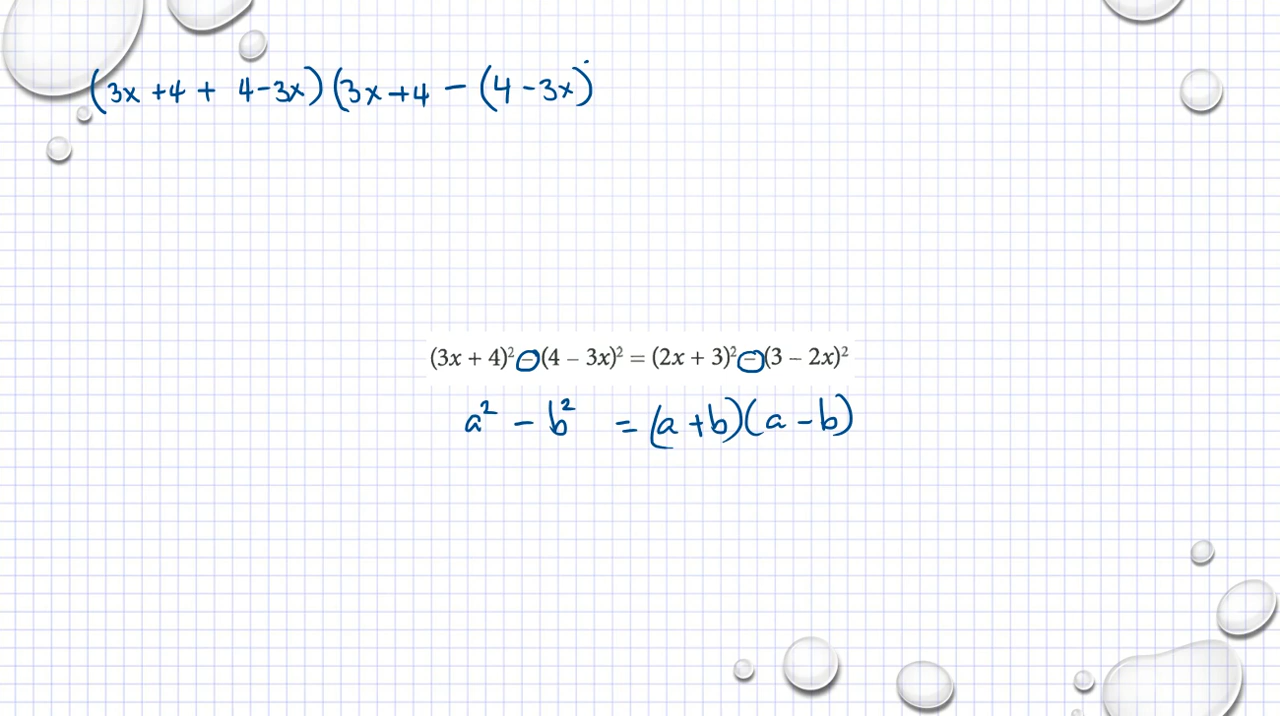 (3x + 4 + 4 - 3x) (3x + 4 - (4 - 3x)
(3x + 4)² - (4 – 3x)² = (2x + 3)² - (3 – 2x)²
a² - b² = (a + b)(a - b)